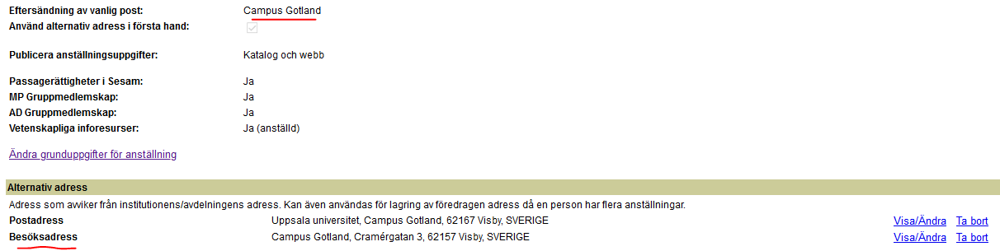 Eftersändning av vanlig post: Campus Gotland
Använd alternativ adress i första hand:
Publicera anställningsuppgifter: Katalog och webb
Passagerättigheter i Sesam: Ja
MP Gruppmedlemskap: Ja
AD Gruppmedlemskap: Ja
Vetenskapliga inforesurser: Ja (anställd)
Ändra grunduppgifter för anställning
Alternativ adress
Adress som avviker från institutionens/avdelningens adress. Kan även användas för lagring av föredragen adress då en person har flera anställningar.
Postadress Uppsala universitet, Campus Gotland, 62167 Visby, SVERIGE Visa/Ändra Ta bort
Besöksadress Campus Gotland, Cramérgatan 3, 62157 Visby, SVERIGE Visa/Ändra Ta bort